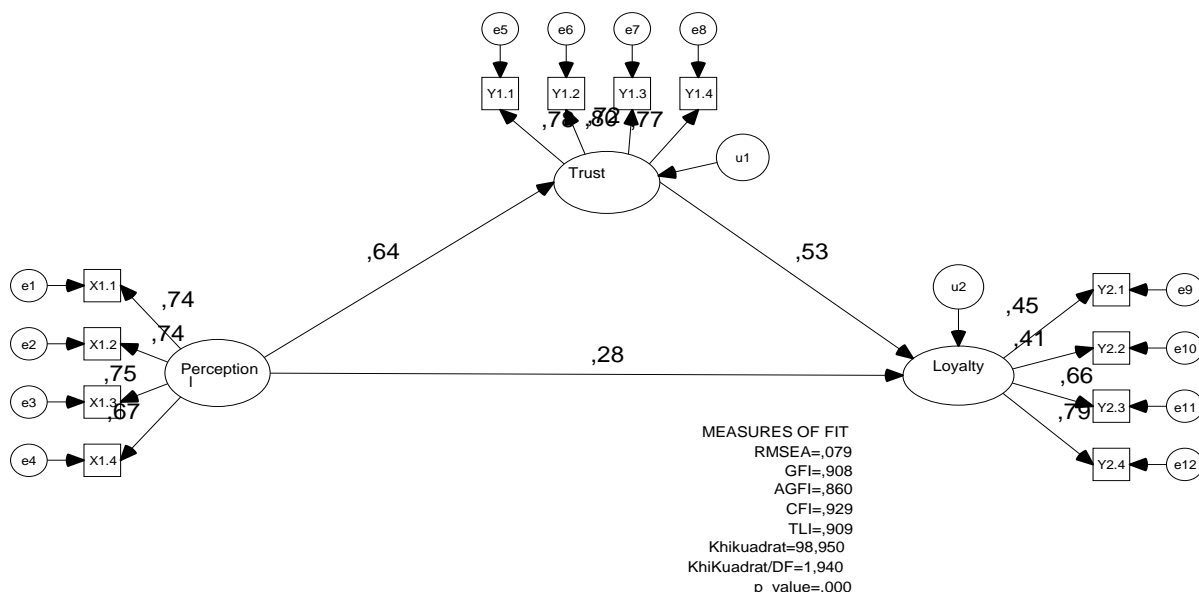 e5
e6
e7
e8
Y1.1
Y1.2
Y1.3
Y1.4
,78
,80
,72
,77
Trust
u1
,64
,53
e1
X1.1
,74
e2
X1.2
,74
e3
X1.3
,75
e4
X1.4
,67
Perception
l
,28
u2
Loyalty
,45
Y2.1
e9
,41
Y2.2
e10
,66
Y2.3
e11
,79
Y2.4
e12
MEASURES OF FIT
RMSEA=,079
GFI=,908
AGFI=,860
CFI=,929
TLI=,909
Khikuadrat=98,950
KhiKuadrat/DF=1,940
p_value=,000